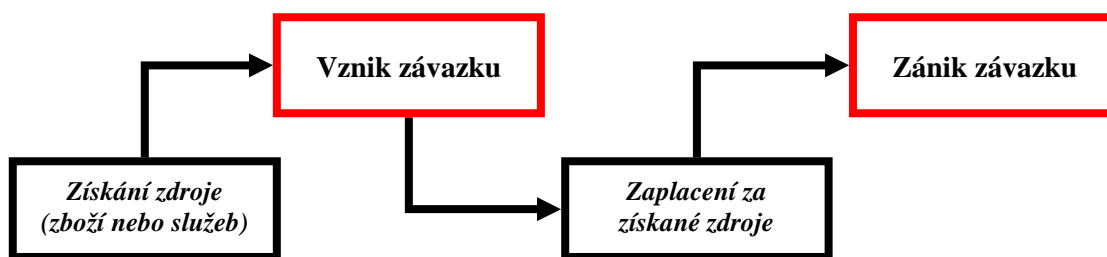 Vznik závazku
Zánik závazku
Získání zdroje
(zboží nebo služeb)
Zaplacení za
získané zdroje